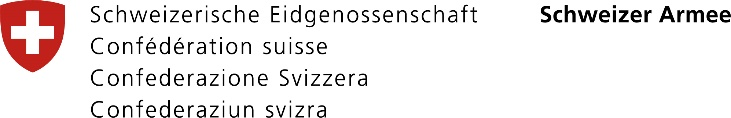 Schweizerische Eidgenossenschaft
Confédération suisse
Confederazione Svizzera
Confederaziun svizra
Schweizer Armee